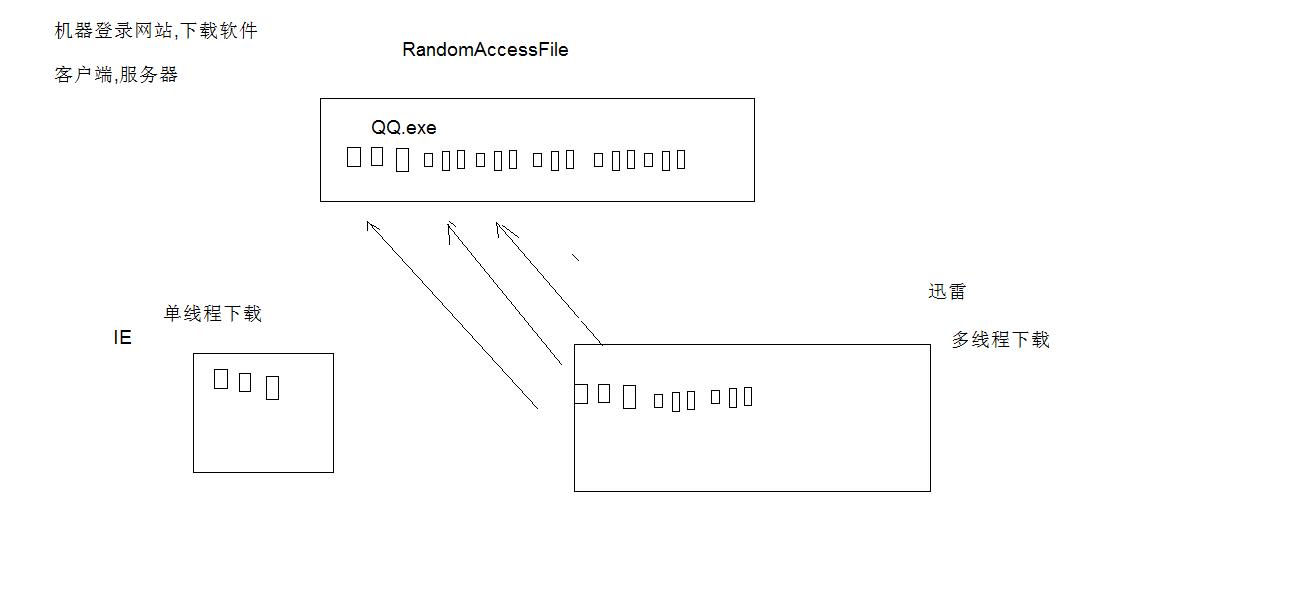 机器登录网站,下载软件
RandomAccessFile
客户端,服务器
QQ.exe
迅雷
单线程下载
IE
多线程下载